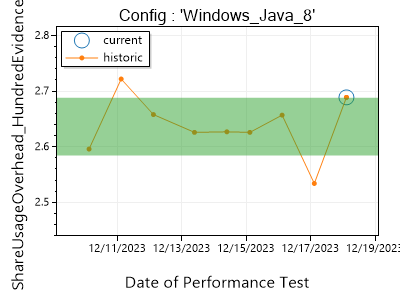 Config : 'Windows_Java_8'
ShareUsageOverhead_HundredEvidence
2.8
2.7
2.6
2.5
current
historic
12/11/2023
12/13/2023
12/15/2023
12/17/2023
12/19/2023
Date of Performance Test